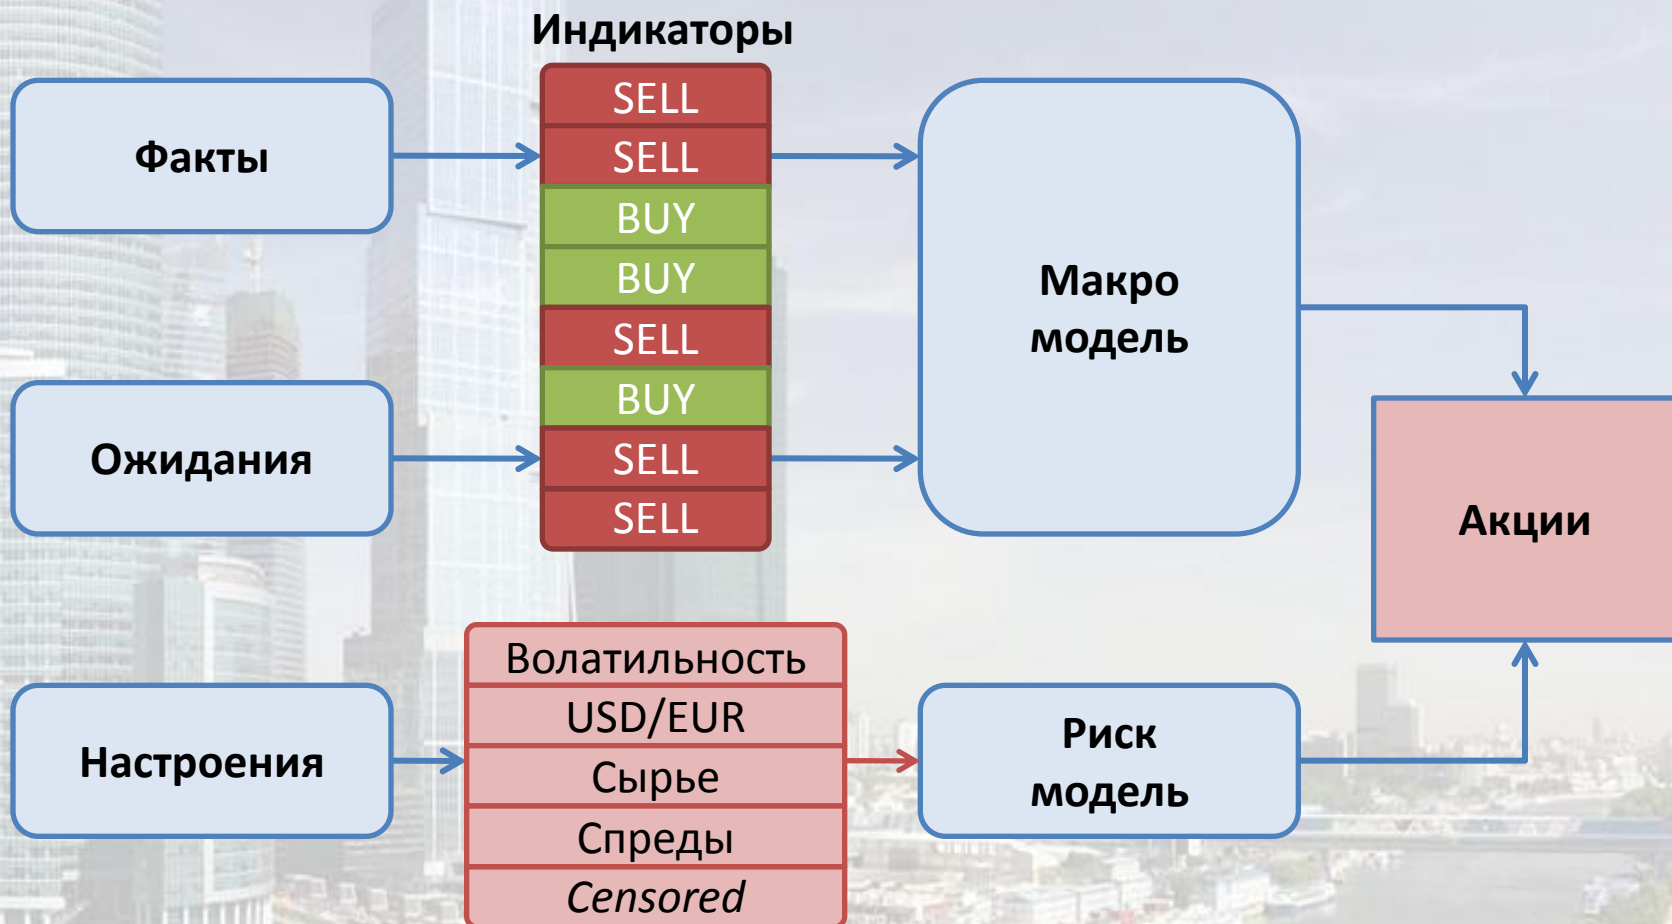 Индикаторы
Факты
SELL
SELL
BUY
BUY
SELL
BUY
SELL
SELL
Ожидания
Макро
модель
Акции
Настроения
Волатильность
USD/EUR
Сырье
Спреды
Censored
Риск
модель